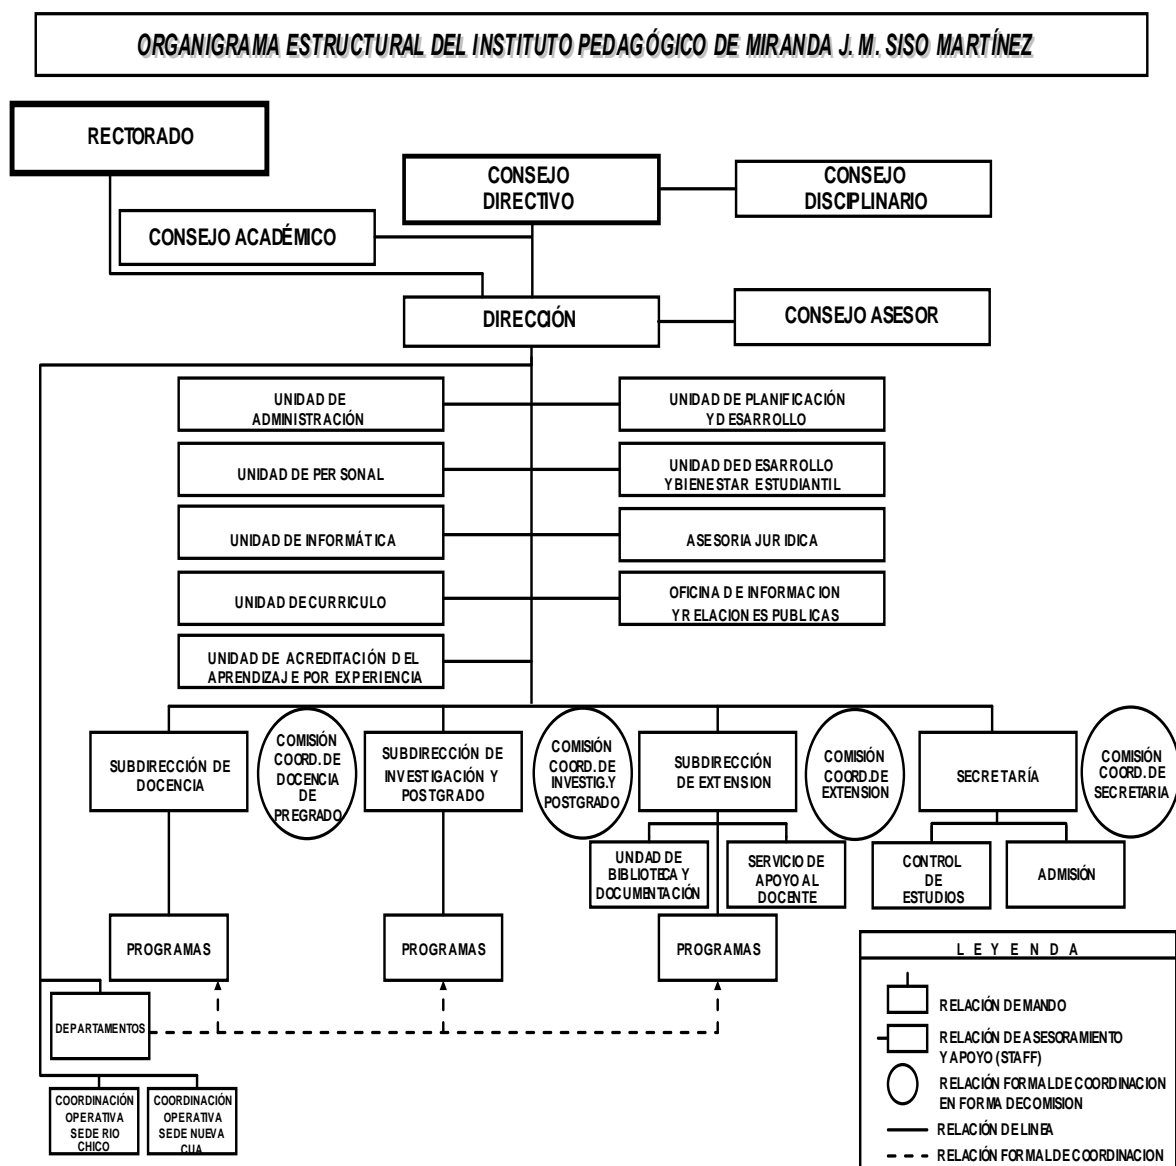 ORGANIGRAMA ESTRUCTURAL DEL INSTITUTO PEDAGÓGICO DE MIRANDA J. M. SISO MARTÍNEZ
RECTORADO
CONSEJO
DIRECTIVO
CONSEJO
DISCIPLINARIO
CONSEJO ACADÉMICO
DIRECCIÓN
CONSEJO ASESOR
UNIDAD DE
ADMINISTRACIÓN
UNIDAD DE PLANIFICACIÓN
Y DESARROLLO
UNIDAD DE PERSONAL
UNIDAD DE DESARROLLO
Y BIENESTAR ESTUDIANTIL
UNIDAD DE INFORMÁTICA
ASESORIA JURIDICA
UNIDAD DE CURRICULO
OFICINA DE INFORMACION
Y RELACIONES PUBLICAS
UNIDAD DE ACREDITACIÓN DEL
APRENDIZAJE POR EXPERIENCIA
SUBDIRECCIÓN DE
DOCENCIA
COMISIÓN
COORD. DE
DOCENCIA
DE
PREGRADO
SUBDIRECCIÓN DE
INVESTIGACIÓN Y
POSTGRADO
COMISIÓN
COORD. DE
INVESTIG. Y
POSTGRADO
SUBDIRECCIÓN
DE EXTENSION
COMISIÓN
COORD. DE
EXTENSION
SECRETARÍA
COMISIÓN
COORD. DE
SECRETARIA
UNDAD DE
BIBLIOTECA Y
DOCUMENTACIÓN
SERVICIO DE
APOYO AL
DOCENTE
CONTROL
DE
ESTUDIOS
ADMISIÓN
PROGRAMAS
PROGRAMAS
PROGRAMAS
DEPARTAMENTOS
COORDINACIÓN
OPERATIVA
SEDE RIO
CHICO
COORDINACIÓN
OPERATIVA
SEDE NUEVA
CUA
LEYENDA
RELACIÓN DE MANDO
RELACIÓN DE ASESORAMIENTO
Y APOYO (STAFF)
RELACIÓN FORMAL DE COORDINACION
EN FORMA DE COMISION
RELACIÓN DE LINEA
RELACIÓN FORMAL DE COORDINACION